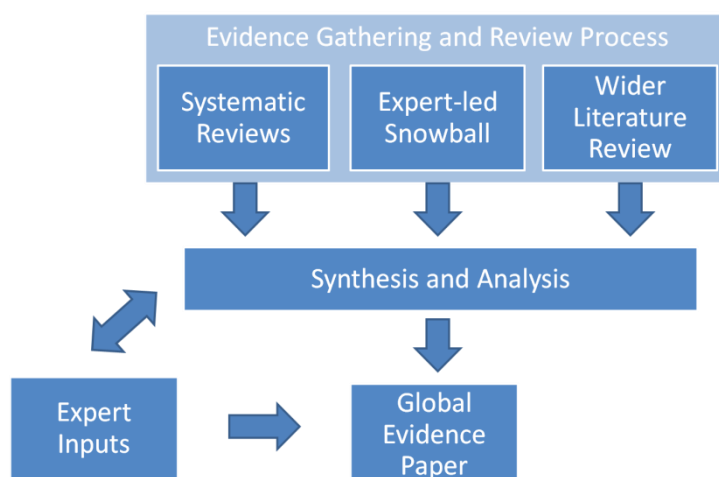 Evidence Gathering and Review Process
Systematic
Reviews
Expert-led
Snowball
Wider
Literature
Review
Synthesis and Analysis
Expert
Inputs
Global
Evidence
Paper